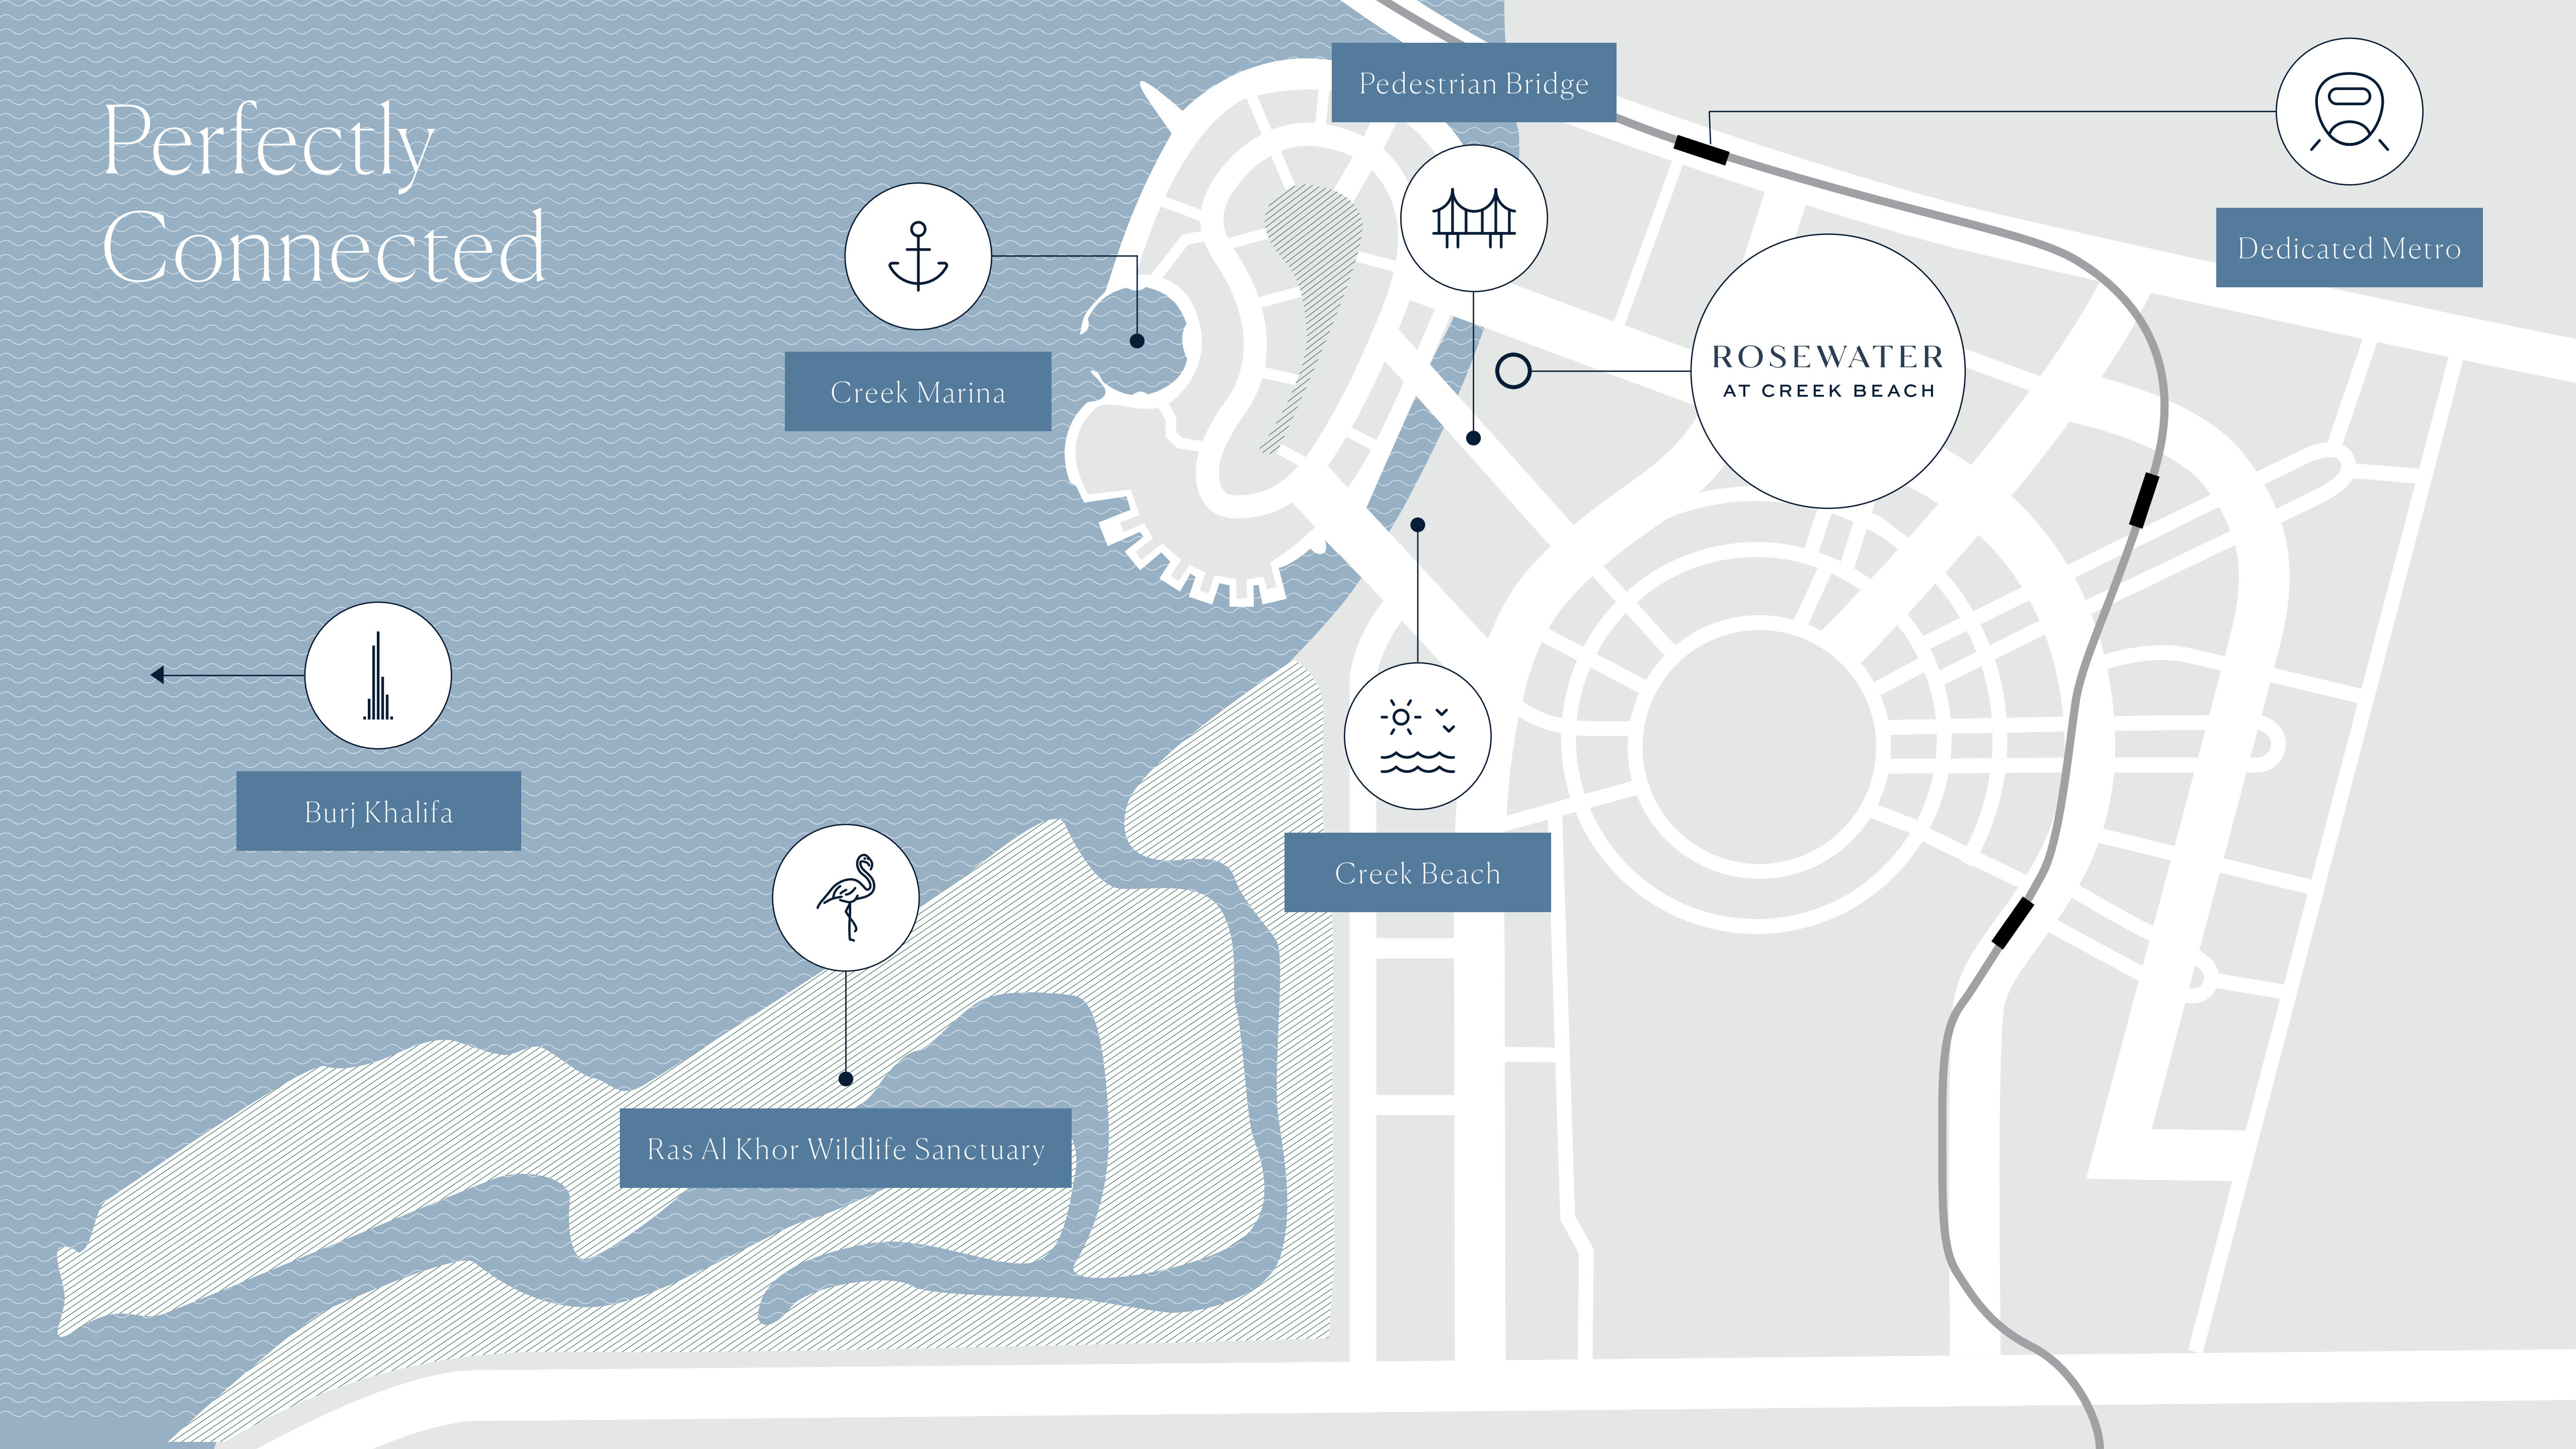 Perfectly
Connected
Pedestrian Bridge
Dedicated Metro
ROSEWATER
AT CREEK BEACH
Creek Marina
Burj Khalifa
Creek Beach
Ras Al Khor Wildlife Sanctuary